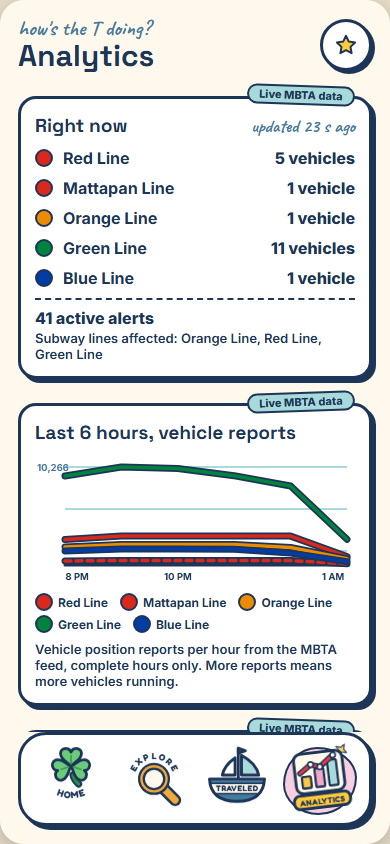 how's the T doing?
Analytics
Live MBTA data
Right now
updated 23 s ago
Red Line
5 vehicles
Mattapan Line
1 vehicle
Orange Line
1 vehicle
Green Line
11 vehicles
Blue Line
1 vehicle
41 active alerts
Subway lines affected: Orange Line, Red Line,
Green Line
Live MBTA data
Last 6 hours, vehicle reports
10,266
8 PM
10 PM
1 AM
Red Line
Mattapan Line
Orange Line
Green Line
Blue Line
Vehicle position reports per hour from the MBTA
feed, complete hours only. More reports means
more vehicles running.
Live MBTA data
HOME
EXPLORE
TRAVELED
ANALYTICS